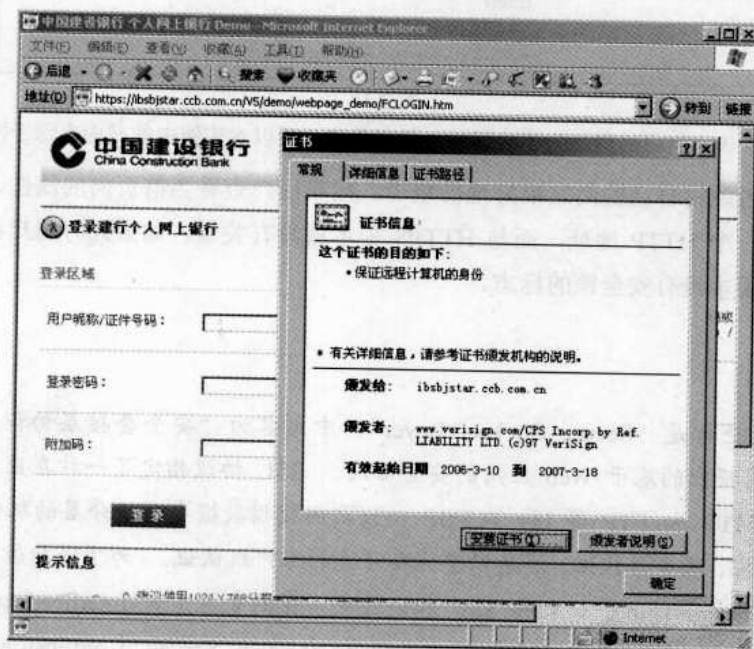 中国建设银行 个人网上银行 Demo - Microsoft Internet Explorer
文件(F) 编辑(E) 查看(V) 收藏(A) 工具(T) 帮助(H)
后退 搜索 收藏夹
地址(D) https://ibsbjstar.ccb.com.cn/V5/demo/webpage_demo/FCLOGIN.htm 转到 链接
中国建设银行
China Construction Bank
登录建行个人网上银行
登录区域
用户昵称/证件号码：
登录密码：
附加码：
登录
提示信息
证书
常规 详细信息 证书路径
证书信息
这个证书的目的如下：
• 保证远程计算机的身份
* 有关详细信息，请参考证书颁发机构的说明。
颁发给： ibsbjstar.ccb.com.cn
颁发者： www.verisign.com/CPS Incorp.by Ref.
LIABILITY LTD.(c)97 VeriSign
有效起始日期 2006-3-10 到 2007-3-18
安装证书(I)... 颁发者说明(S)
确定
Internet